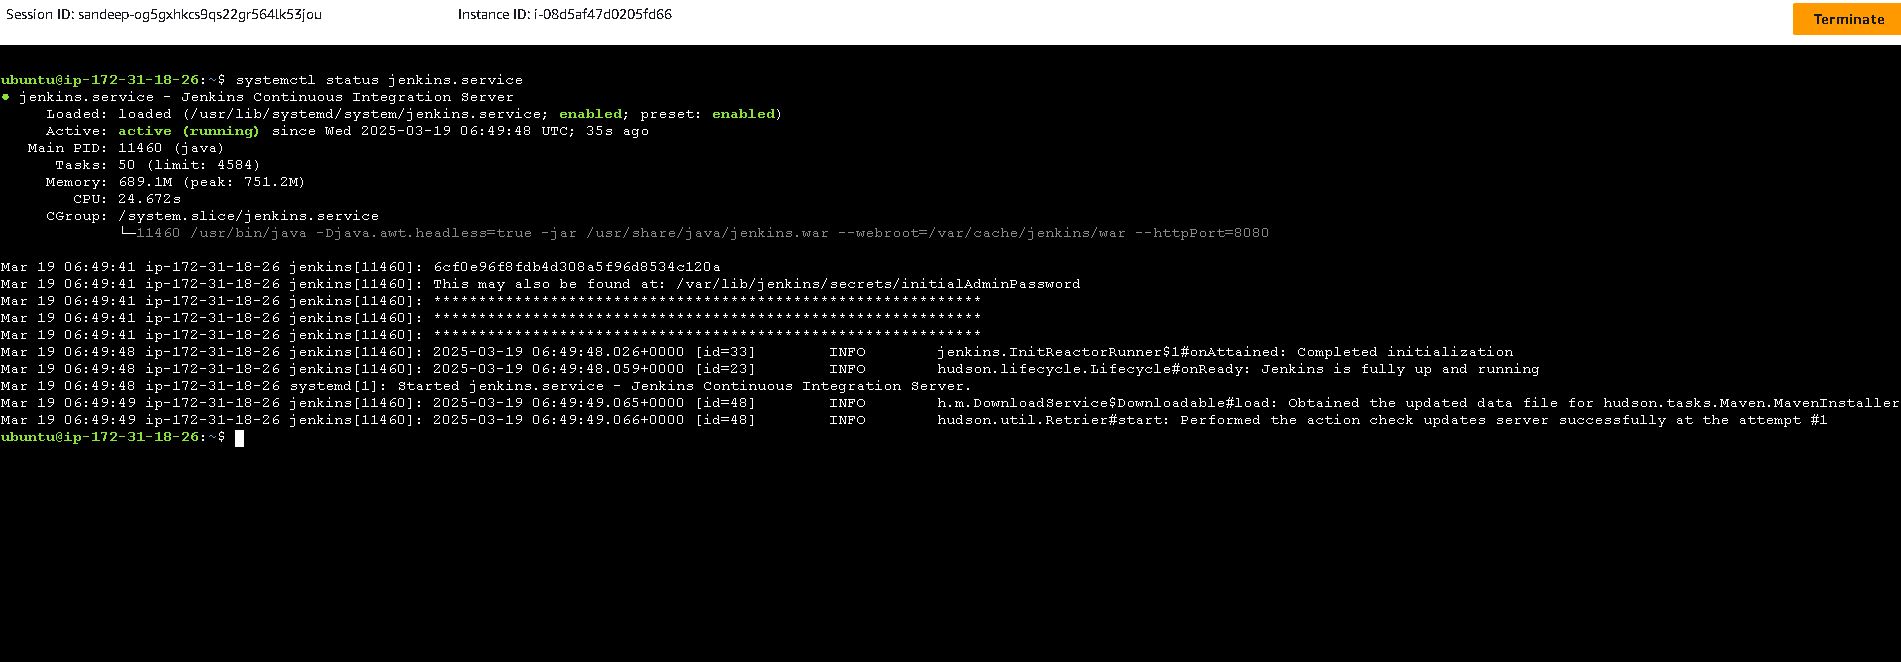 Session ID: sandeep-og5gxhkcs9qs22gr564lk53jou Instance ID: i-08d5af47d0205fd66 Terminate
ubuntu@ip-172-31-18-26:~$ systemctl status jenkins.service
● jenkins.service - Jenkins Continuous Integration Server
Loaded: loaded (/usr/lib/systemd/system/jenkins.service; enabled; preset: enabled)
Active: active (running) since Wed 2025-03-19 06:49:48 UTC; 35s ago
Main PID: 11460 (java)
Tasks: 50 (limit: 4584)
Memory: 689.1M (peak: 751.2M)
CPU: 24.672s
CGroup: /system.slice/jenkins.service
└─11460 /usr/bin/java -Djava.awt.headless=true -jar /usr/share/java/jenkins.war --webroot=/var/cache/jenkins/war --httpPort=8080
Mar 19 06:49:41 ip-172-31-18-26 jenkins[11460]: 6cf0e96f8fdb4d308a5f96d8534c120a
Mar 19 06:49:41 ip-172-31-18-26 jenkins[11460]: This may also be found at: /var/lib/jenkins/secrets/initialAdminPassword
Mar 19 06:49:41 ip-172-31-18-26 jenkins[11460]: *************************************************************
Mar 19 06:49:41 ip-172-31-18-26 jenkins[11460]: *************************************************************
Mar 19 06:49:41 ip-172-31-18-26 jenkins[11460]: *************************************************************
Mar 19 06:49:48 ip-172-31-18-26 jenkins[11460]: 2025-03-19 06:49:48.026+0000 [id=33] INFO jenkins.InitReactorRunner$1#onAttained: Completed initialization
Mar 19 06:49:48 ip-172-31-18-26 jenkins[11460]: 2025-03-19 06:49:48.059+0000 [id=23] INFO hudson.lifecycle.Lifecycle#onReady: Jenkins is fully up and running
Mar 19 06:49:48 ip-172-31-18-26 systemd[1]: Started jenkins.service - Jenkins Continuous Integration Server.
Mar 19 06:49:49 ip-172-31-18-26 jenkins[11460]: 2025-03-19 06:49:49.065+0000 [id=48] INFO h.m.DownloadService$Downloadable#load: Obtained the updated data file for hudson.tasks.Maven.MavenInstaller
Mar 19 06:49:49 ip-172-31-18-26 jenkins[11460]: 2025-03-19 06:49:49.066+0000 [id=48] INFO hudson.util.Retrier#start: Performed the action check updates server successfully at the attempt #1
ubuntu@ip-172-31-18-26:~$